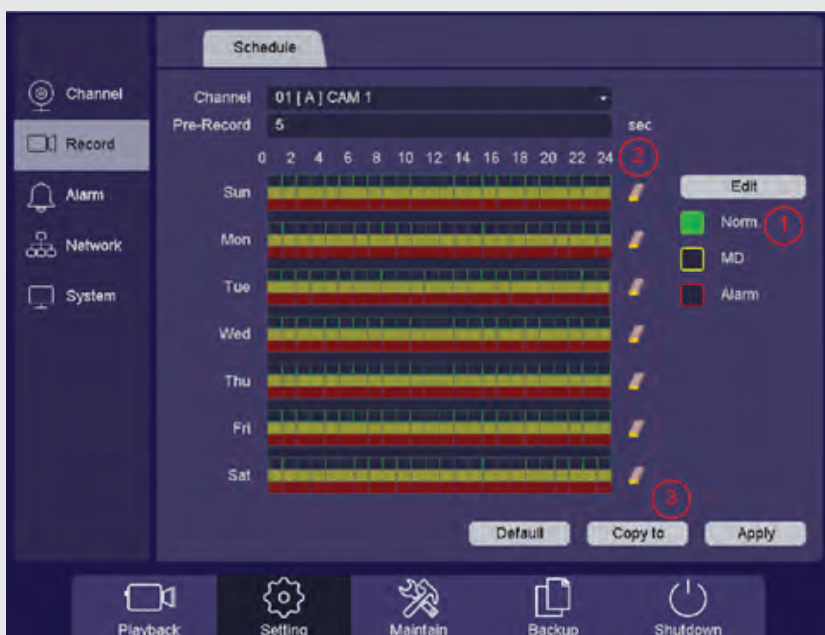 Schedule
Channel
Record
Alarm
Network
System
Channel 01 [ A ] CAM 1
Pre-Record 5 sec
0 2 4 6 8 10 12 14 16 18 20 22 24 2
Sun
Mon
Tue
Wed
Thu
Fri
Sat
Edit
Norm. 1
MD
Alarm
3
Default Copy to Apply
Playback Setting Maintain Backup Shutdown